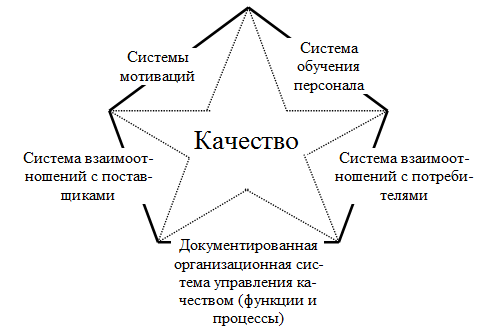 Системы
мотиваций
Система
обучения
персонала
Качество
Система взаимоот-
ношений с постав-
щиками
Система взаимоот-
ношений с потреби-
телями
Документированная
организационная сис-
тема управления ка-
чеством (функции и
процессы)